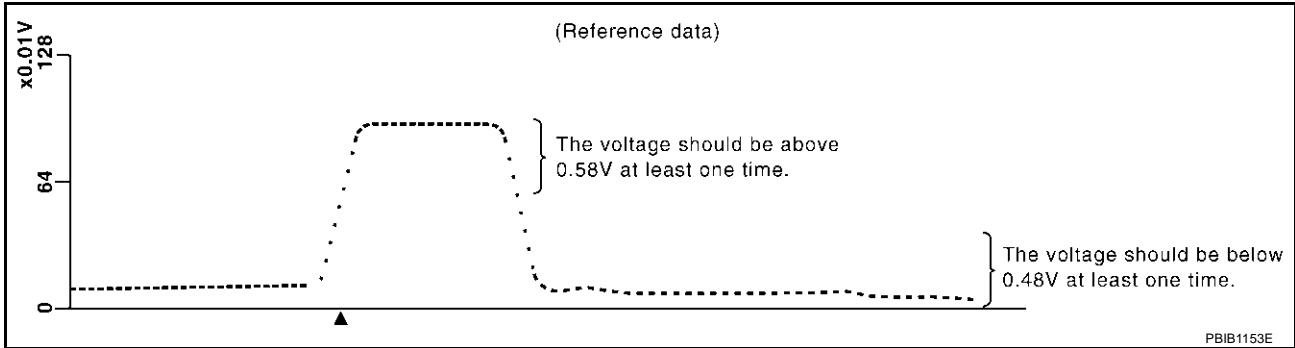 (Reference data)
x0.01V
128
64
0
The voltage should be above
0.58V at least one time.
The voltage should be below
0.48V at least one time.
PBIB1153E